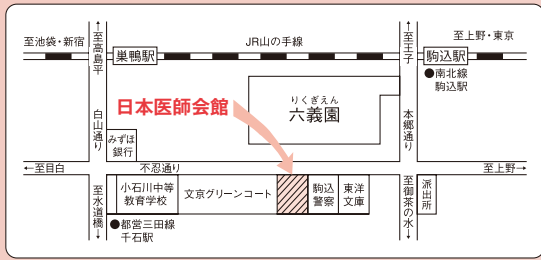 至池袋・新宿
至高島平
巣鴨駅
JR山の手線
至王子
駒込駅
至上野・東京
●南北線
駒込駅
日本医師会館
りくぎえん
六義園
白山通り
本郷通り
みずほ
銀行
←至目白
不忍通り
至上野→
至水道橋
小石川中等
教育学校
文京グリーンコート
駒込
警察
東洋
文庫
至御茶の水
派出所
●都営三田線
千石駅